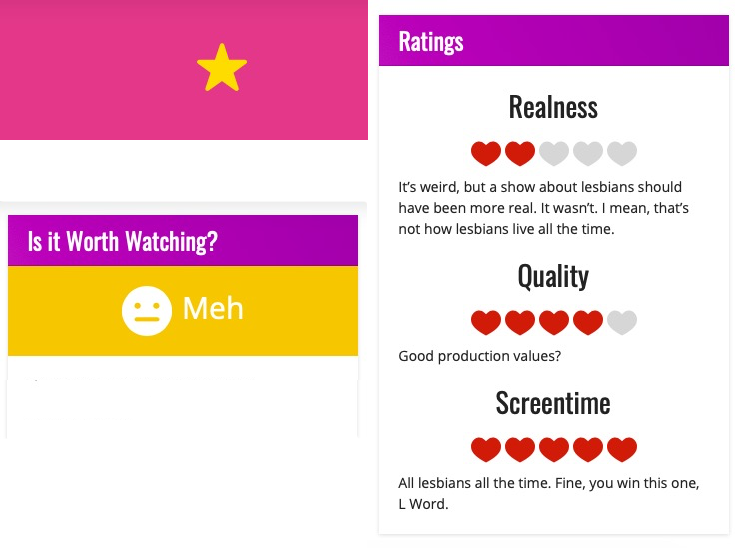 Is it Worth Watching?
Meh
Ratings
Realness
It's weird, but a show about lesbians should
have been more real. It wasn't. I mean, that's
not how lesbians live all the time.
Quality
Good production values?
Screentime
All lesbians all the time. Fine, you win this one,
L Word.